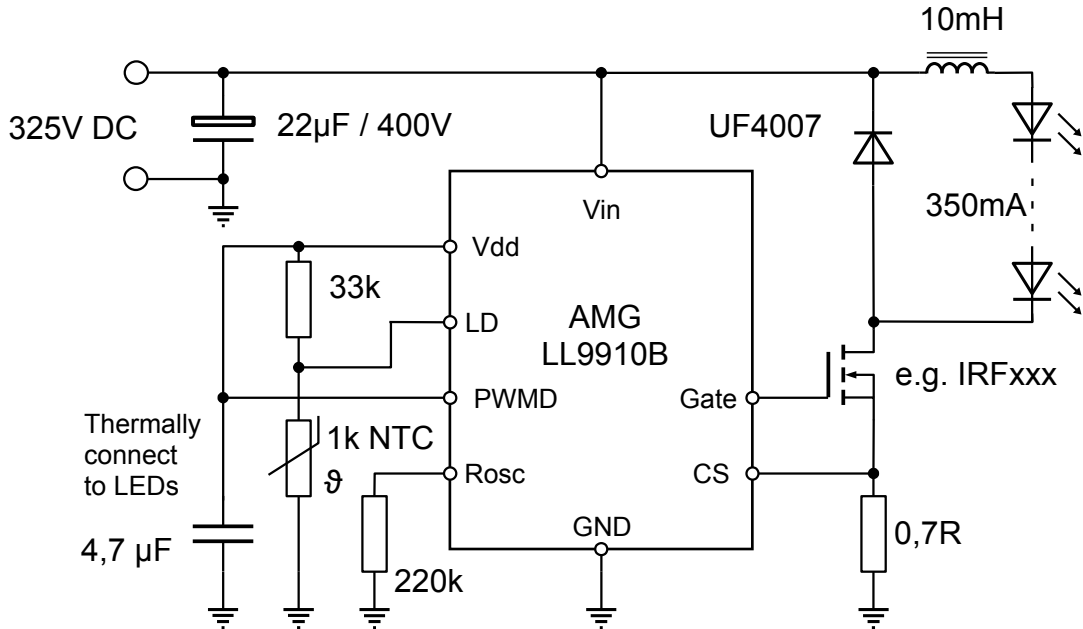 10mH
325V DC
22µF / 400V
UF4007
350mA
Vin
Vdd
33k
LD
AMG
LL9910B
e.g. IRFxxx
PWMD
Gate
Thermally
connect
to LEDs
1k NTC
ϑ
Rosc
CS
GND
4,7 µF
220k
0,7R